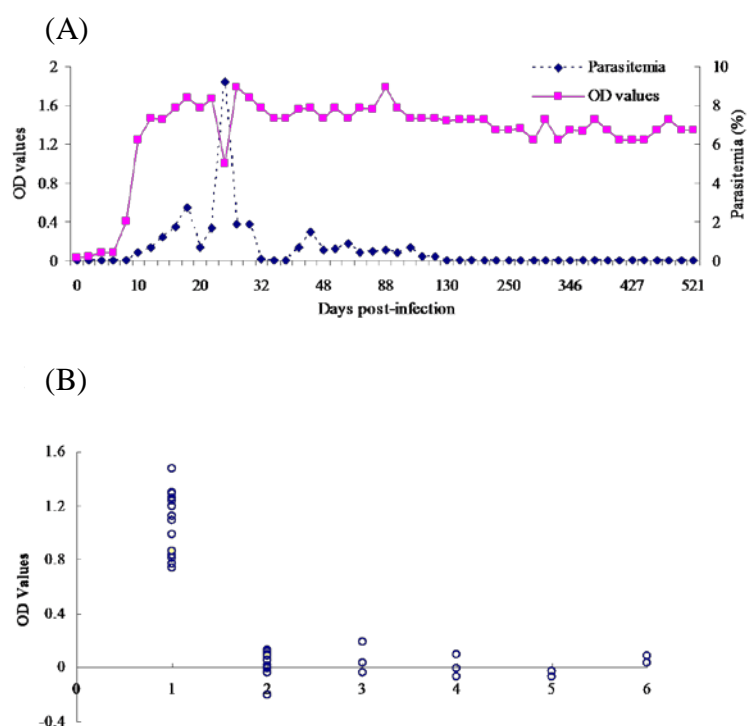 (A)
2
1.6
1.2
0.8
0.4
0
OD values
Parasitemia
OD values
10
8
6
4
2
0
Parasitemia (%)
0 10 20 32 48 88 130 250 346 427 521
Days post-infection
(B)
1.6
1.2
0.8
0.4
0
-0.4
OD Values
0 1 2 3 4 5 6